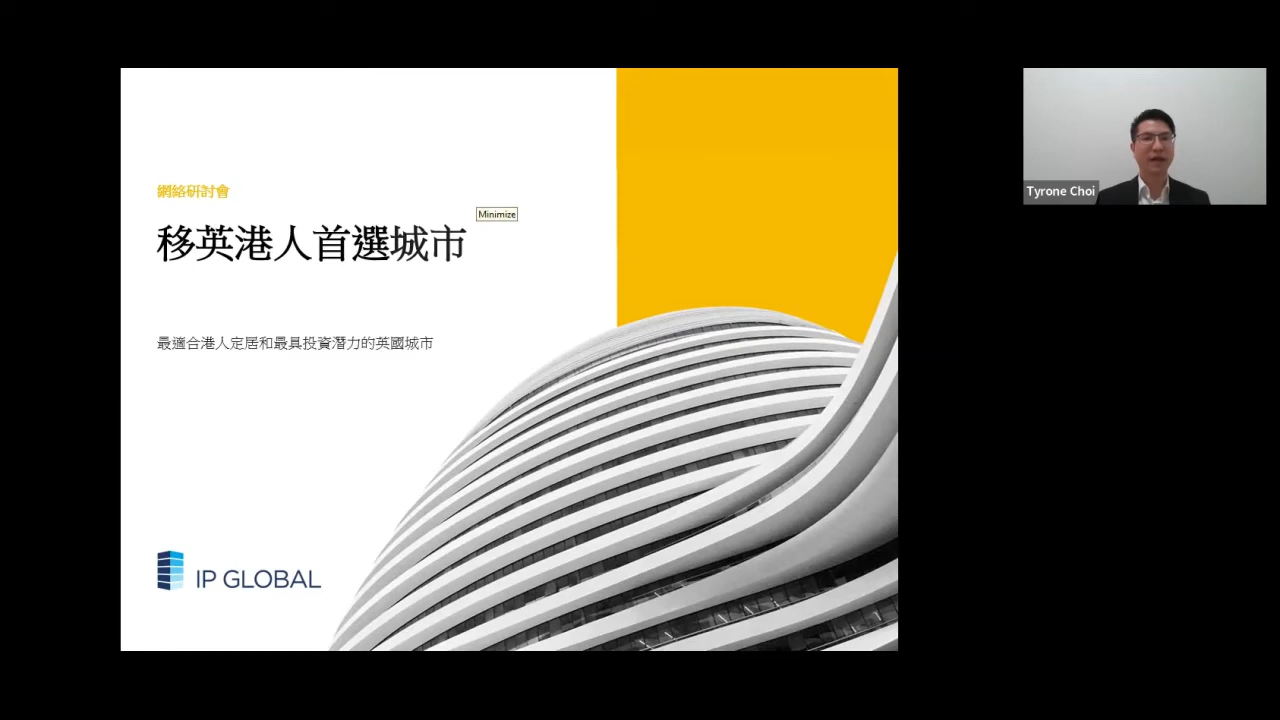 網絡研討會
Minimize
移英港人首選城市
最適合港人定居和最具投資潛力的英國城市
IP GLOBAL
Tyrone Choi